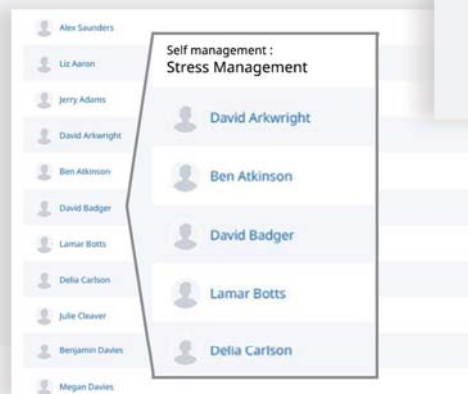 Alex Saunders
Liz Aaron
Jerry Adams
David Arkwright
Ben Atkinson
David Badger
Lamar Botts
Delia Carlson
Julie Cleaver
Benjamin Davies
Megan Davies
Self management :
Stress Management
David Arkwright
Ben Atkinson
David Badger
Lamar Botts
Delia Carlson